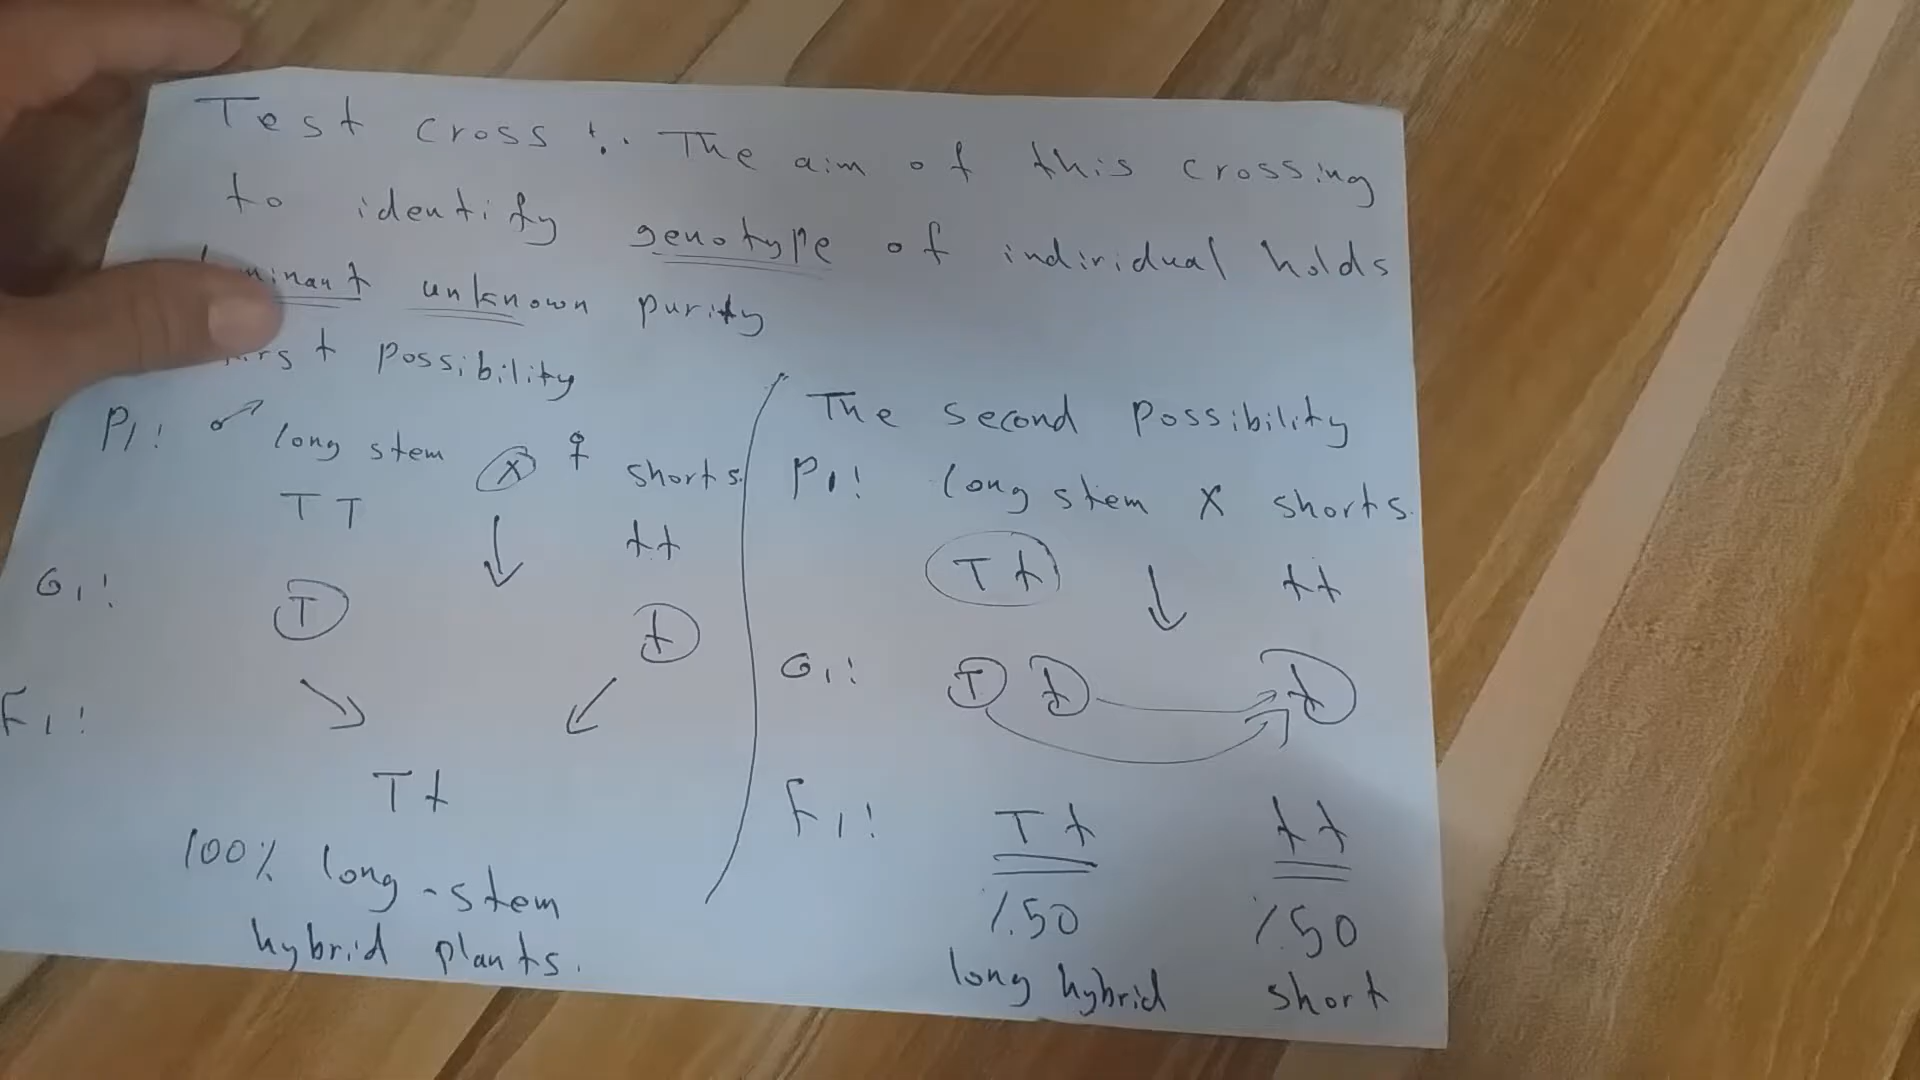 Test cross :. The aim of this crossing
to identify genotype of individual holds
unknown purity
possibility
P1: ♂ long stem X ♀ short s.
TT tt
G1: T t
F1:
Tt
100% long-stem
hybrid plants.
The second possibility
P1: long stem X short s.
Tt tt
G1: T t t
F1: Tt tt
%50 %50
long hybrid short